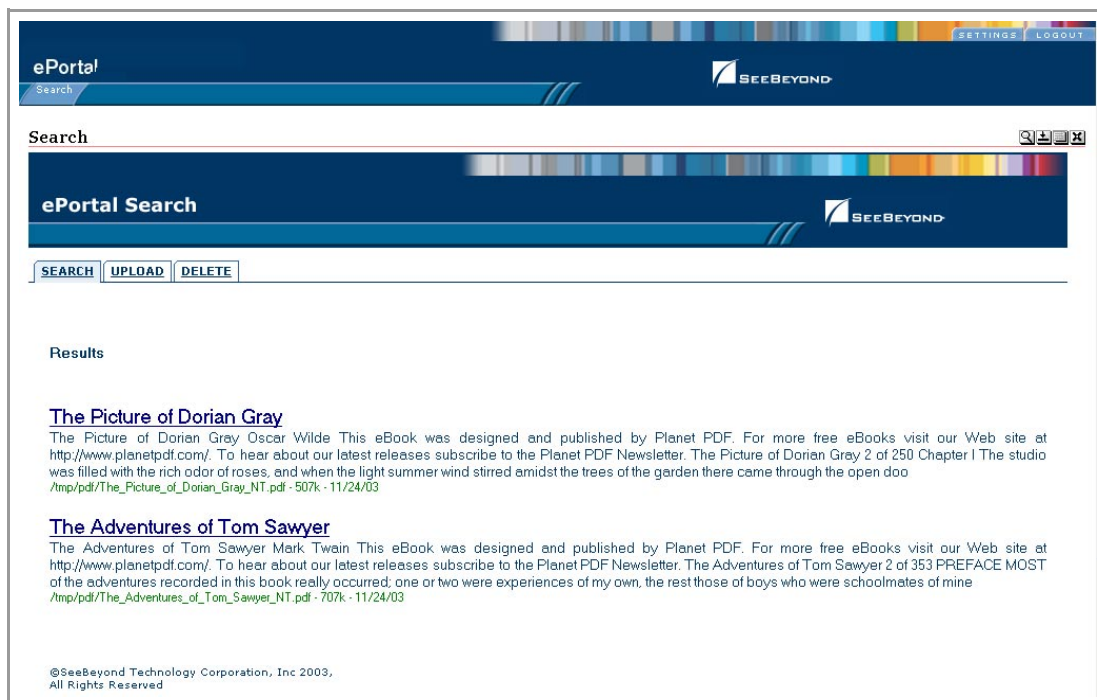 SETTINGS LOGOUT
ePortal
SEEBEYOND
Search
Search
ePortal Search
SEEBEYOND
SEARCH UPLOAD DELETE
Results
The Picture of Dorian Gray
The Picture of Dorian Gray Oscar Wilde This eBook was designed and published by Planet PDF. For more free eBooks visit our Web site at
http://www.planetpdf.com/. To hear about our latest releases subscribe to the Planet PDF Newsletter. The Picture of Dorian Gray 2 of 250 Chapter I The studio
was filled with the rich odor of roses, and when the light summer wind stirred amidst the trees of the garden there came through the open doo
/tmp/pdf/The_Picture_of_Dorian_Gray_NT.pdf - 507k - 11/24/03
The Adventures of Tom Sawyer
The Adventures of Tom Sawyer Mark Twain This eBook was designed and published by Planet PDF. For more free eBooks visit our Web site at
http://www.planetpdf.com/. To hear about our latest releases subscribe to the Planet PDF Newsletter. The Adventures of Tom Sawyer 2 of 353 PREFACE MOST
of the adventures recorded in this book really occurred; one or two were experiences of my own, the rest those of boys who were schoolmates of mine
/tmp/pdf/The_Adventures_of_Tom_Sawyer_NT.pdf - 707k - 11/24/03
©SeeBeyond Technology Corporation, Inc 2003,
All Rights Reserved